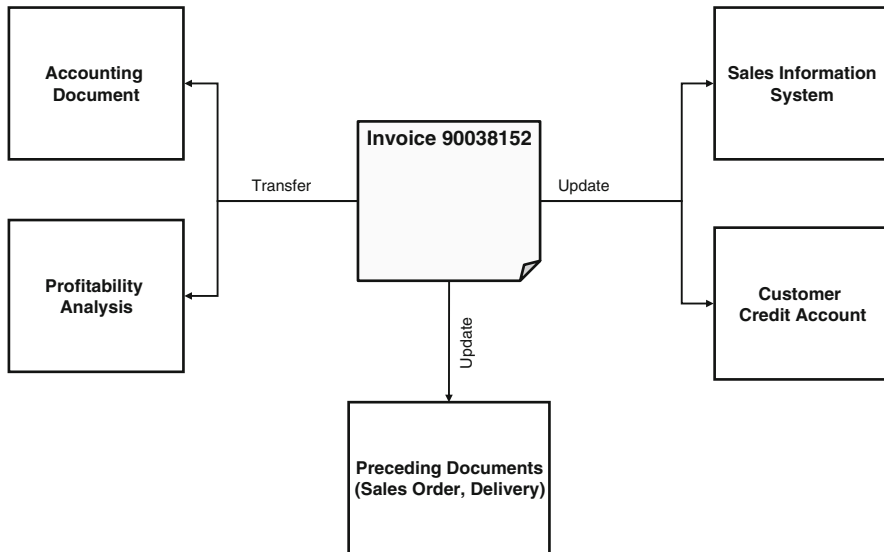 Accounting
Document
Sales Information
System
Invoice 90038152
Transfer
Update
Profitability
Analysis
Customer
Credit Account
Update
Preceding Documents
(Sales Order, Delivery)